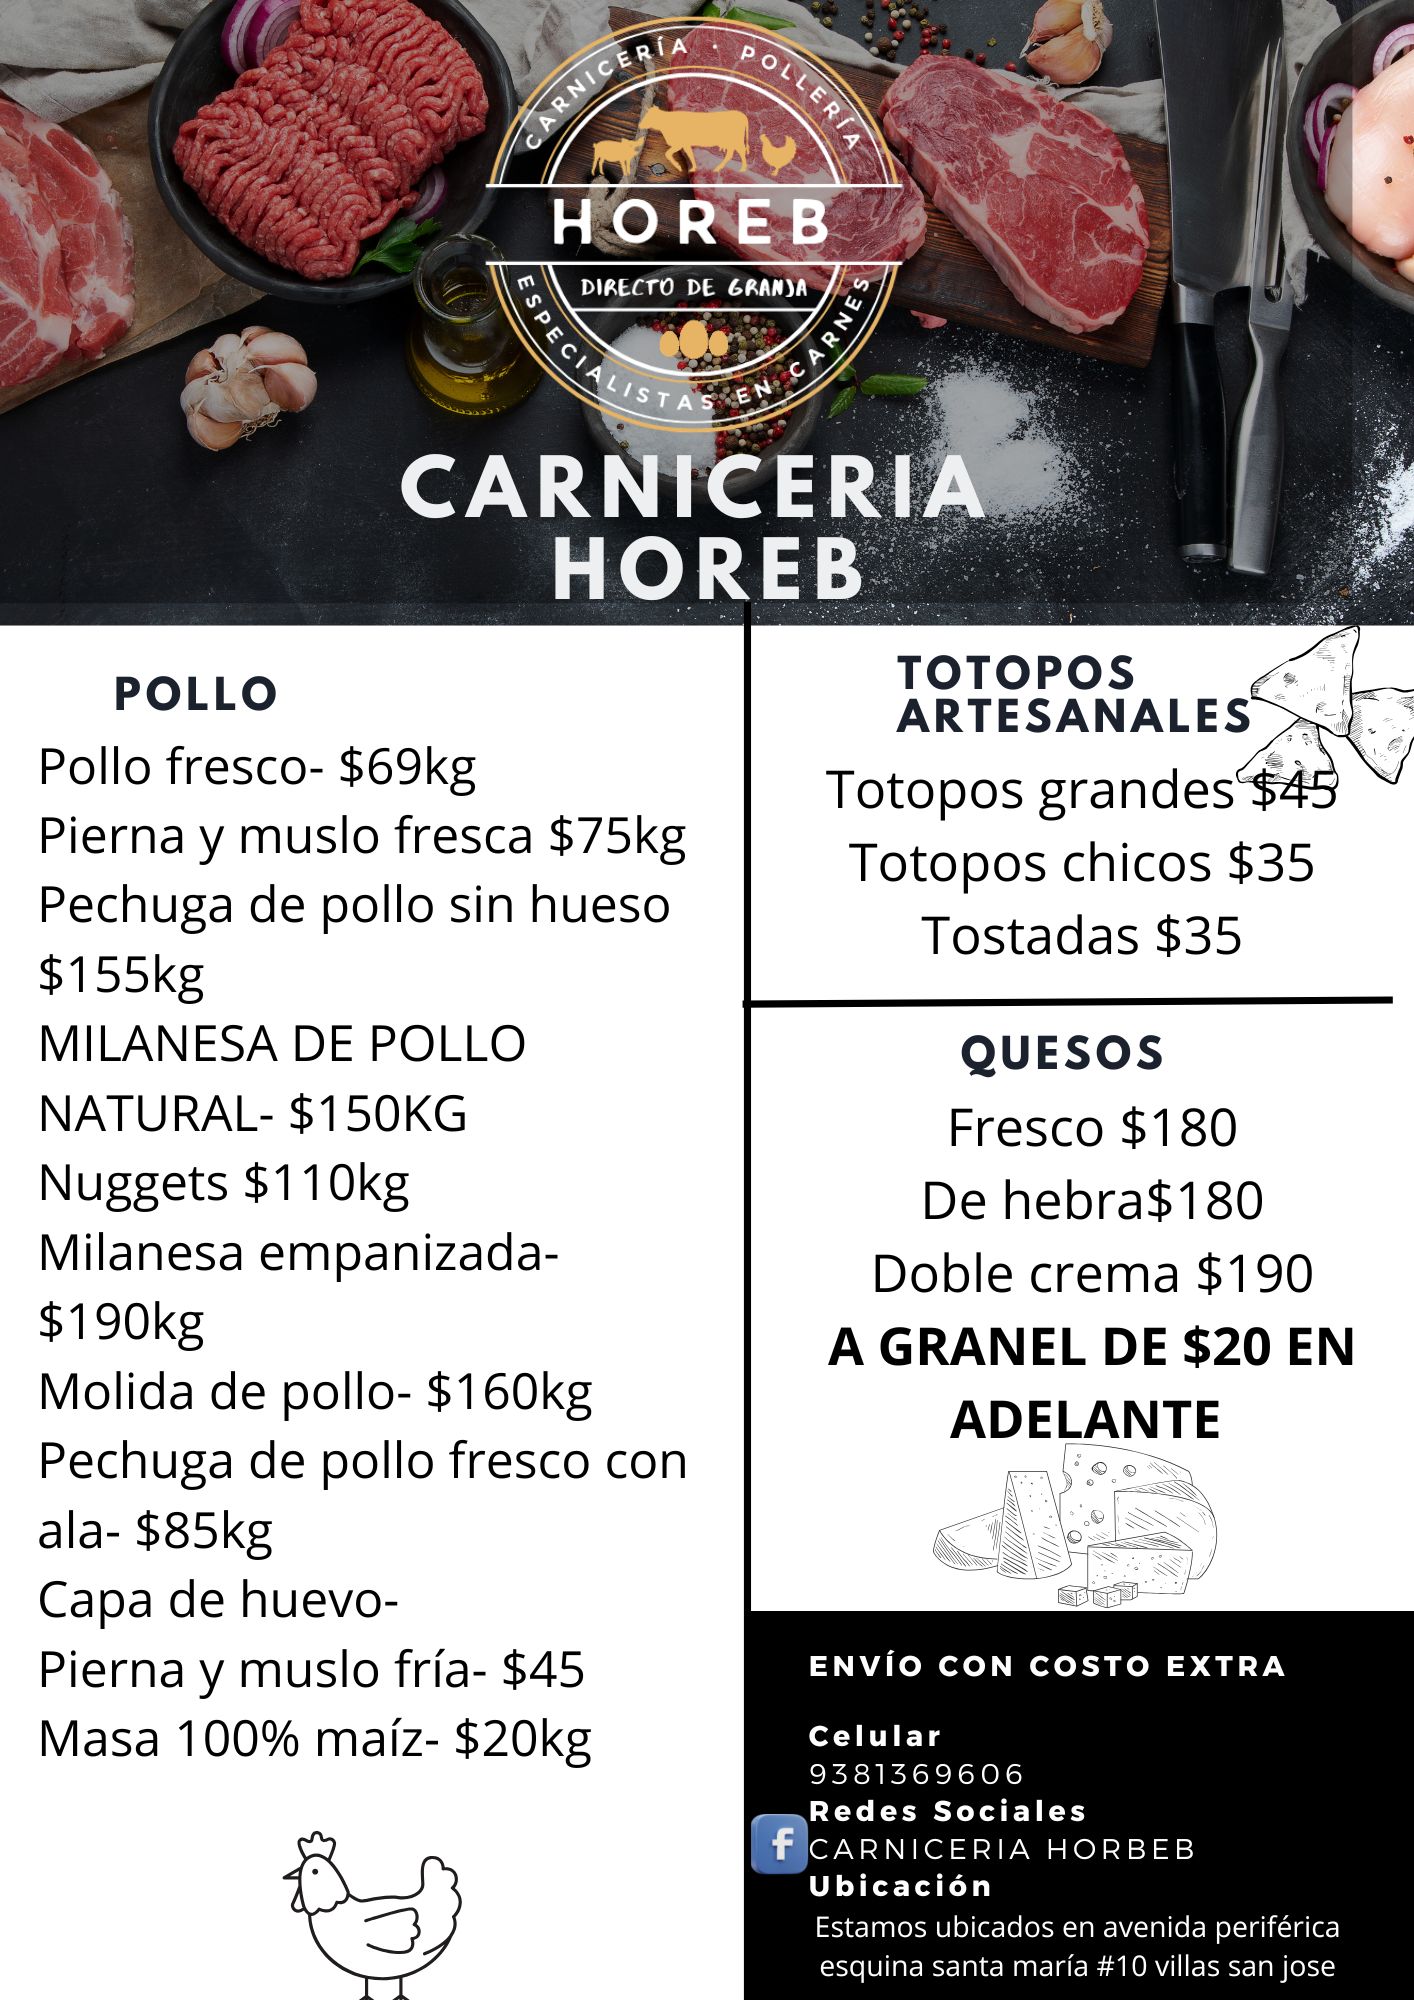 CARNICERÍA · POLLERÍA
HOREB
DIRECTO DE GRANJA
ESPECIALISTAS EN CARNES
CARNICERIA
HOREB
POLLO
Pollo fresco- $69kg
Pierna y muslo fresca $75kg
Pechuga de pollo sin hueso
$155kg
MILANESA DE POLLO
NATURAL- $150KG
Nuggets $110kg
Milanesa empanizada-
$190kg
Molida de pollo- $160kg
Pechuga de pollo fresco con
ala- $85kg
Capa de huevo-
Pierna y muslo fría- $45
Masa 100% maíz- $20kg
TOTOPOS
ARTESANALES
Totopos grandes $45
Totopos chicos $35
Tostadas $35
QUESOS
Fresco $180
De hebra$180
Doble crema $190
A GRANEL DE $20 EN
ADELANTE
ENVÍO CON COSTO EXTRA
Celular
9381369606
Redes Sociales
f CARNICERIA HORBEB
Ubicación
Estamos ubicados en avenida periférica
esquina santa maría #10 villas san jose